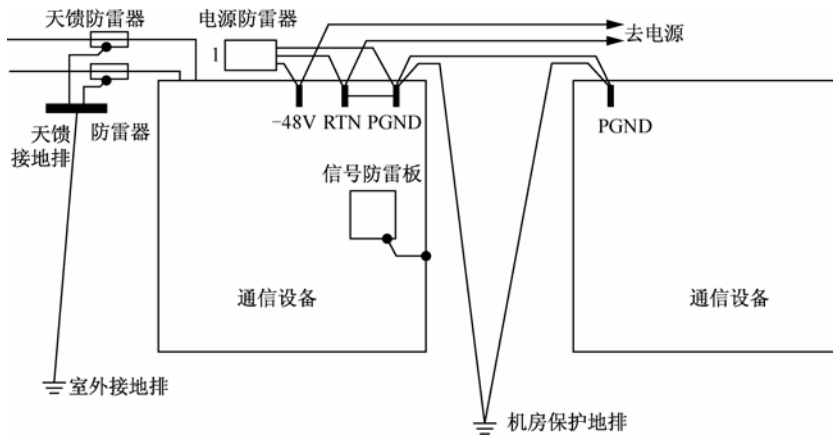 天馈防雷器
电源防雷器
去电源
1
-48V RTN PGND
PGND
天馈
接地排
防雷器
信号防雷板
通信设备
通信设备
室外接地排
机房保护地排